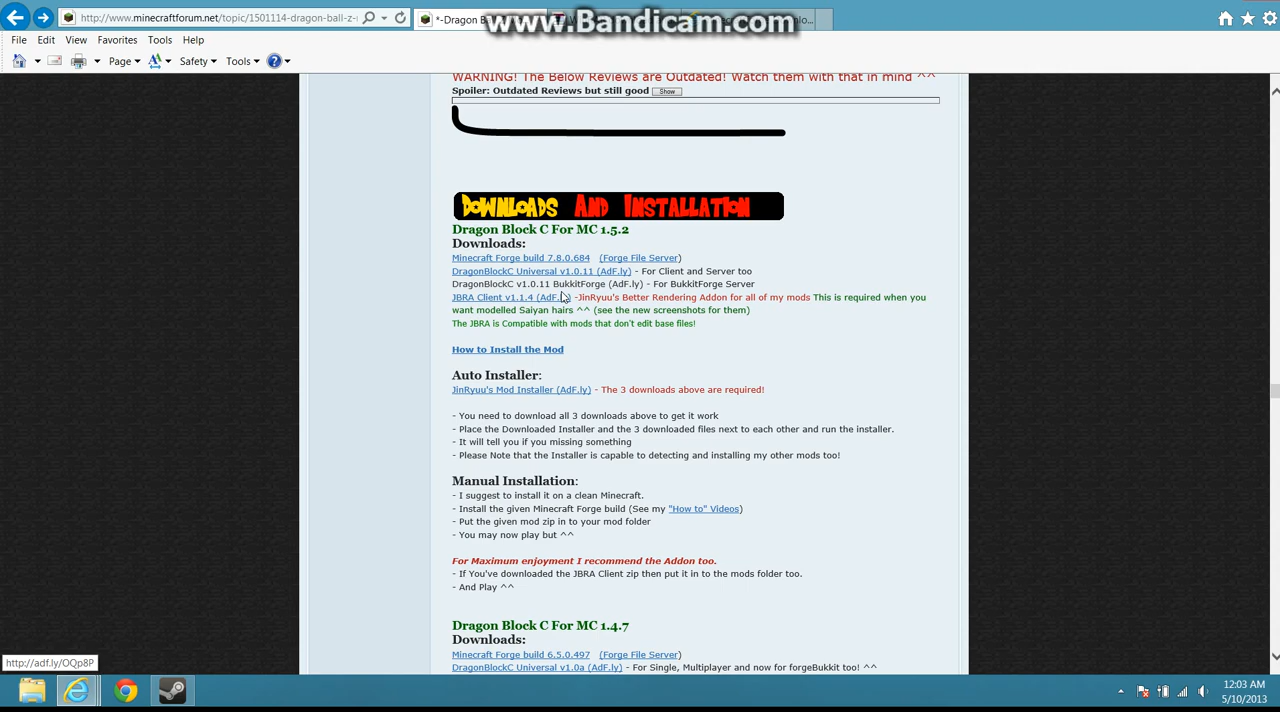 www.Bandicam.com
http://www.minecraftforum.net/topic/1501114-dragon-ball-z-
*-Dragon B
File Edit View Favorites Tools Help
Page Safety Tools
WARNING! The Below Reviews are Outdated! Watch them with that in mind ^^
Spoiler: Outdated Reviews but still good Show
Downloads And Installation
Dragon Block C For MC 1.5.2
Downloads:
Minecraft Forge build 7.8.0.684 (Forge File Server)
DragonBlockC Universal v1.0.11 (AdF.ly) - For Client and Server too
DragonBlockC v1.0.11 BukkitForge (AdF.ly) - For BukkitForge Server
JBRA Client v1.1.4 (AdF. -JinRyuu's Better Rendering Addon for all of my mods This is required when you
want modelled Saiyan hairs ^^ (see the new screenshots for them)
The JBRA is Compatible with mods that don't edit base files!
How to Install the Mod
Auto Installer:
JinRyuu's Mod Installer (AdF.ly) - The 3 downloads above are required!
- You need to download all 3 downloads above to get it work
- Place the Downloaded Installer and the 3 downloaded files next to each other and run the installer.
- It will tell you if you missing something
- Please Note that the Installer is capable to detecting and installing my other mods too!
Manual Installation:
- I suggest to install it on a clean Minecraft.
- Install the given Minecraft Forge build (See my "How to" Videos)
- Put the given mod zip in to your mod folder
- You may now play but ^^
For Maximum enjoyment I recommend the Addon too.
- If You've downloaded the JBRA Client zip then put it in to the mods folder too.
- And Play ^^
Dragon Block C For MC 1.4.7
Downloads:
Minecraft Forge build 6.5.0.497 (Forge File Server)
http://adf.ly/OQp8P
DragonBlockC Universal v1.0a (AdF.ly) - For Single, Multiplayer and now for forgeBukkit too! ^^
12:03 AM
5/10/2013